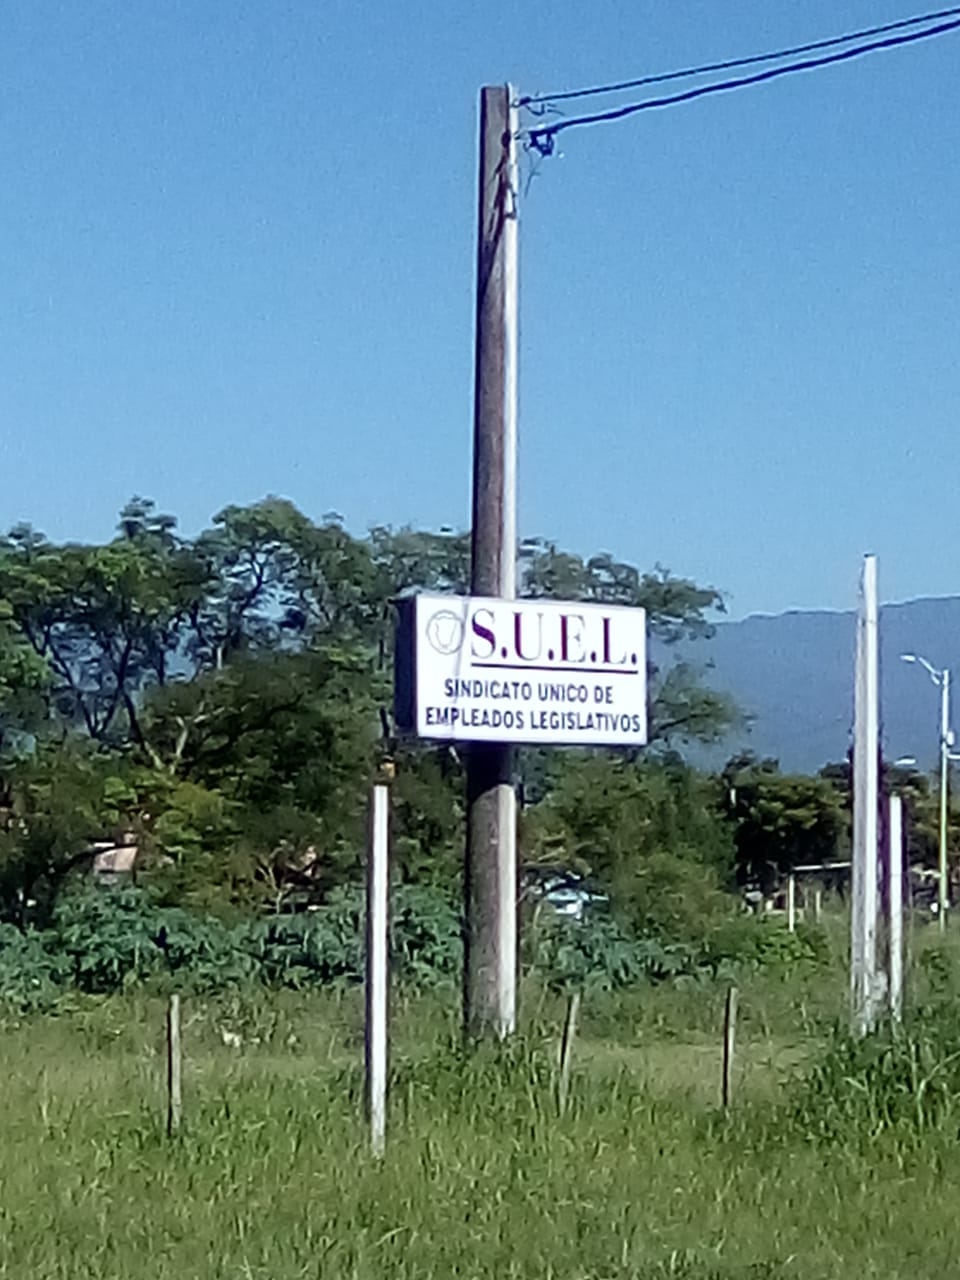 S.U.E.L.
SINDICATO UNICO DE
EMPLEADOS LEGISLATIVOS